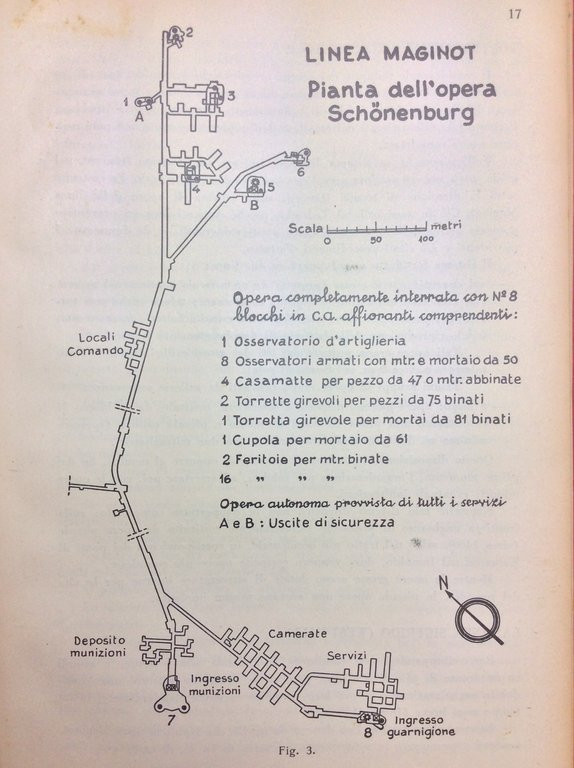 17
LINEA MAGINOT
Pianta dell'opera
Schönenburg
2
1
A
3
4
6
5
B
Scala
metri
0 50 100
Opera completamente interrata con Nº 8
blocchi in C.a. affioranti comprendenti:
1 Osservatorio d'artiglieria
8 Osservatori armati con mtr. e mortaio da 50
4 Casamatte per pezzo da 47 o mtr. abbinate
2 Torrette girevoli per pezzi da 75 binati
1 Torretta girevole per mortai da 81 binati
1 Cupola per mortaio da 61
2 Feritoie per mtr. binate
16 " " "
Opera autonoma provvista di tutti i servizi
A e B : Uscite di sicurezza
Locali
Comando
N
Deposito
munizioni
Camerate
Servizi
Ingresso
munizioni
7
8
Ingresso
guarnigione
Fig. 3.